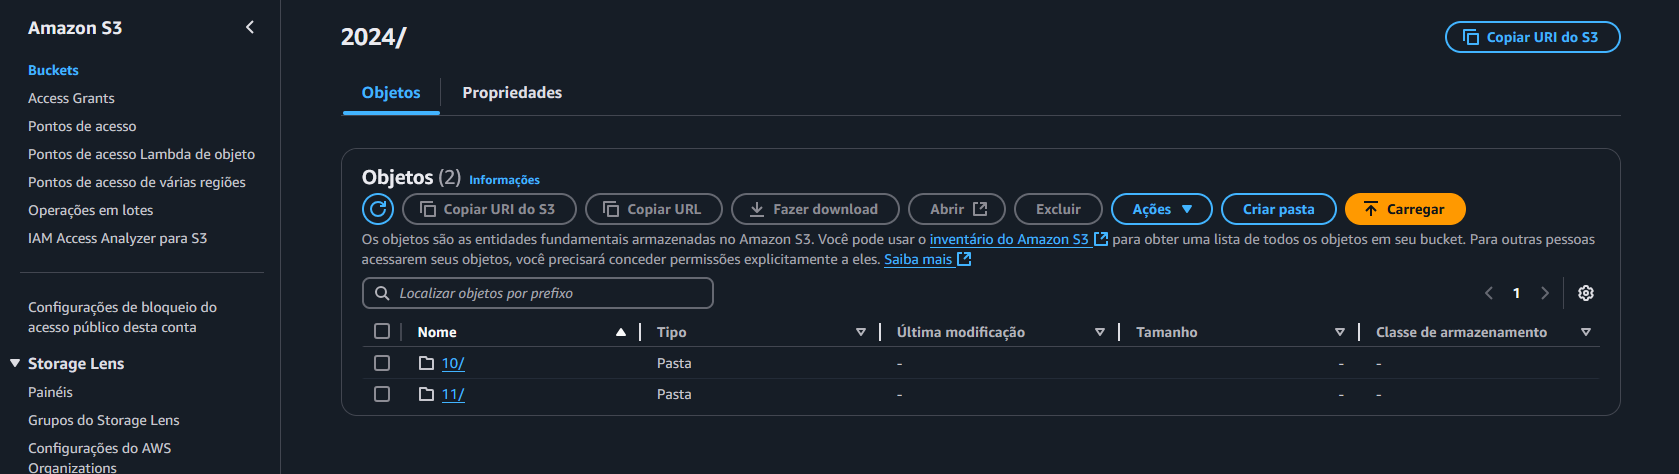 Amazon S3
Buckets
Access Grants
Pontos de acesso
Pontos de acesso Lambda de objeto
Pontos de acesso de várias regiões
Operações em lotes
IAM Access Analyzer para S3
Configurações de bloqueio do
acesso público desta conta
Storage Lens
Painéis
Grupos do Storage Lens
Configurações do AWS
Organizations
2024/
Copiar URI do S3
Objetos
Propriedades
Objetos (2) Informações
Copiar URI do S3
Copiar URL
Fazer download
Abrir
Excluir
Ações
Criar pasta
Carregar
Os objetos são as entidades fundamentais armazenadas no Amazon S3. Você pode usar o inventário do Amazon S3 para obter uma lista de todos os objetos em seu bucket. Para outras pessoas
acessarem seus objetos, você precisará conceder permissões explicitamente a eles. Saiba mais
Localizar objetos por prefixo
1
Nome Tipo Última modificação Tamanho Classe de armazenamento
10/ Pasta - - -
11/ Pasta - - -